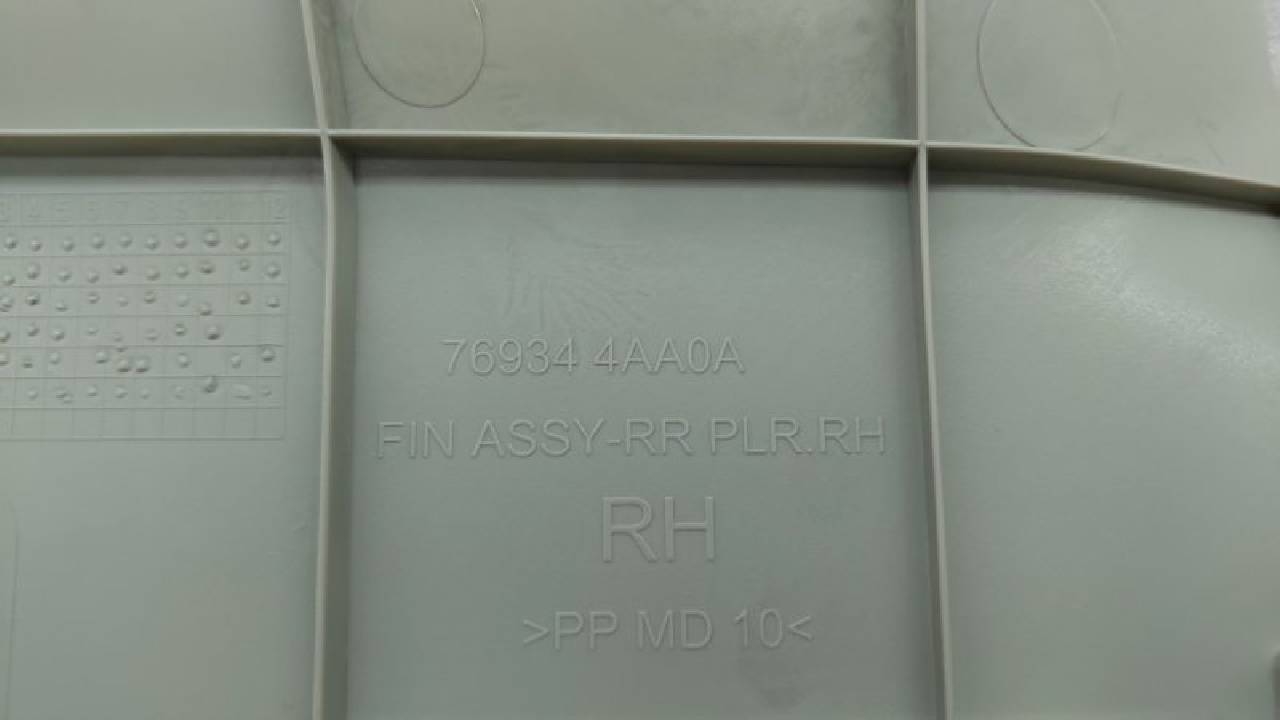 76934 4AA0A
FIN ASSY-RR PLR.RH
RH
>PP MD 10<